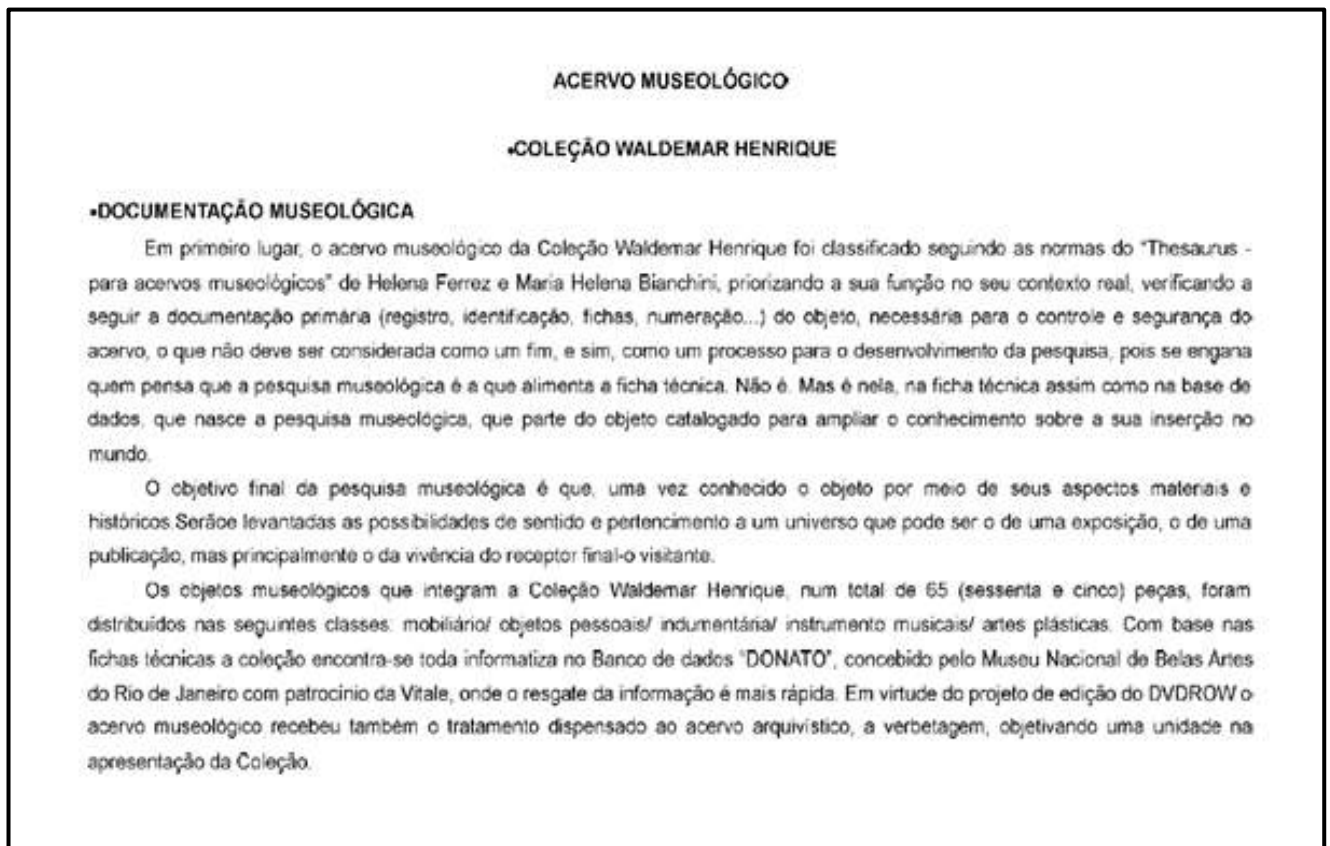 ACERVO MUSEOLÓGICO
•COLEÇÃO WALDEMAR HENRIQUE
•DOCUMENTAÇÃO MUSEOLÓGICA
Em primeiro lugar, o acervo museológico da Coleção Waldemar Henrique foi classificado seguindo as normas do "Thesaurus -
para acervos museológicos" de Helena Ferrez e Maria Helena Bianchini, priorizando a sua função no seu contexto real, verificando a
seguir a documentação primária (registro, identificação, fichas, numeração...) do objeto, necessária para o controle e segurança do
acervo, o que não deve ser considerada como um fim, e sim, como um processo para o desenvolvimento da pesquisa, pois se engana
quem pensa que a pesquisa museológica é a que alimenta a ficha técnica. Não é. Mas é nela, na ficha técnica assim como na base de
dados, que nasce a pesquisa museológica, que parte do objeto catalogado para ampliar o conhecimento sobre a sua inserção no
mundo.
O objetivo final da pesquisa museológica é que, uma vez conhecido o objeto por meio de seus aspectos materiais e
históricos.Serãoe levantadas as possibilidades de sentido e pertencimento a um universo que pode ser o de uma exposição, o de uma
publicação, mas principalmente o da vivência do receptor final-o visitante.
Os objetos museológicos que integram a Coleção Waldemar Henrique, num total de 65 (sessenta e cinco) peças, foram
distribuídos nas seguintes classes: mobiliário/ objetos pessoais/ indumentária/ instrumento musicais/ artes plásticas. Com base nas
fichas técnicas a coleção encontra-se toda informatiza no Banco de dados "DONATO", concebido pelo Museu Nacional de Belas Artes
do Rio de Janeiro com patrocínio da Vitale, onde o resgate da informação é mais rápida. Em virtude do projeto de edição do DVDROW o
acervo museológico recebeu também o tratamento dispensado ao acervo arquivístico, a verbetagem, objetivando uma unidade na
apresentação da Coleção.